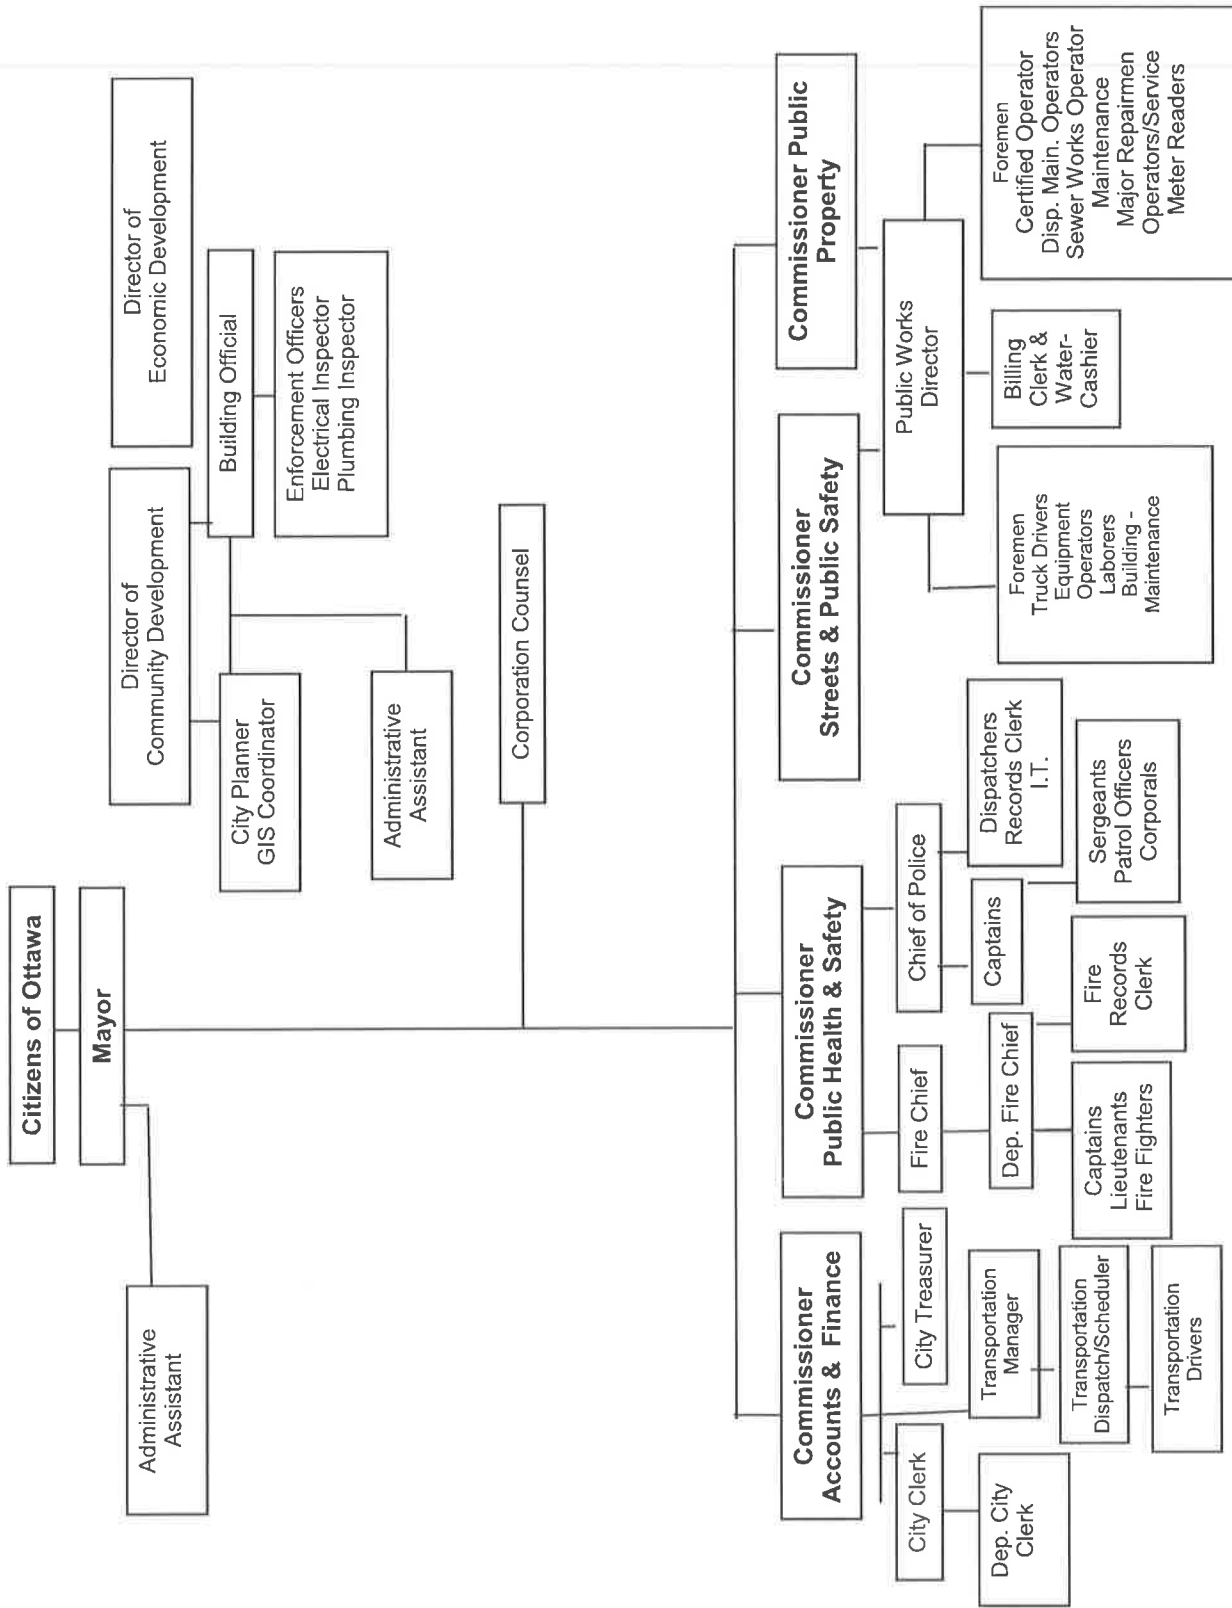 Citizens of Ottawa
Mayor
Administrative
Assistant
Director of
Community Development
Director of
Economic Development
City Planner
GIS Coordinator
Building Official
Enforcement Officers
Electrical Inspector
Plumbing Inspector
Administrative
Assistant
Corporation Counsel
Commissioner
Accounts & Finance
Commissioner
Public Health & Safety
Commissioner
Streets & Public Safety
Commissioner Public
Property
City Clerk
City Treasurer
Dep. City
Clerk
Transportation
Manager
Transportation
Dispatch/Scheduler
Transportation
Drivers
Fire Chief
Chief of Police
Dep. Fire Chief
Captains
Dispatchers
Records Clerk
I.T.
Captains
Lieutenants
Fire Fighters
Fire
Records
Clerk
Sergeants
Patrol Officers
Corporals
Public Works
Director
Foremen
Truck Drivers
Equipment
Operators
Laborers
Building -
Maintenance
Billing
Clerk &
Water-
Cashier
Foremen
Certified Operator
Disp. Main. Operators
Sewer Works Operator
Maintenance
Major Repairmen
Operators/Service
Meter Readers